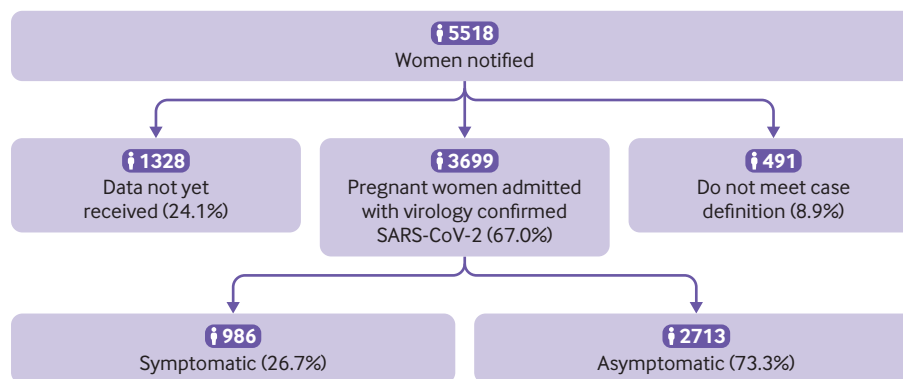 5518
Women notified
1328
Data not yet
received (24.1%)
3699
Pregnant women admitted
with virology confirmed
SARS-CoV-2 (67.0%)
491
Do not meet case
definition (8.9%)
986
Symptomatic (26.7%)
2713
Asymptomatic (73.3%)